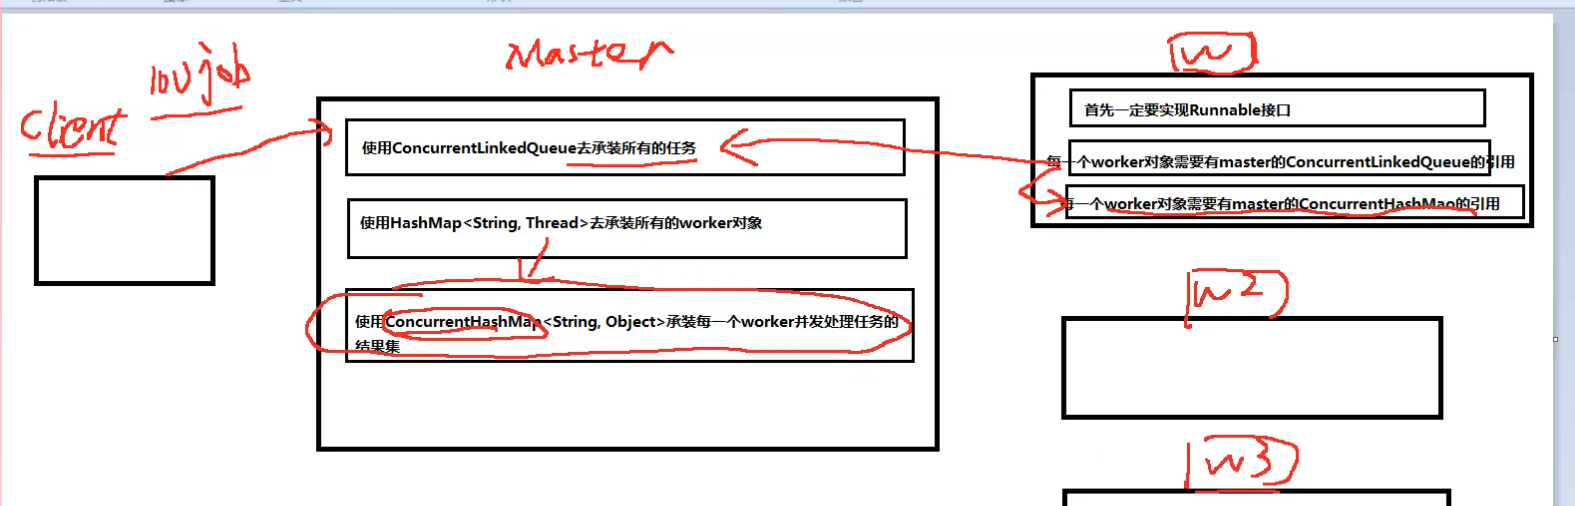 Client
100 job
Master
使用ConcurrentLinkedQueue去承装所有的任务
使用HashMap<String, Thread>去承装所有的worker对象
使用ConcurrentHashMap<String, Object>承装每一个worker并发处理任务的
结果集
W
首先一定要实现Runnable接口
每一个worker对象需要有master的ConcurrentLinkedQueue的引用
每一个worker对象需要有master的ConcurrentHashMap的引用
W2
W3